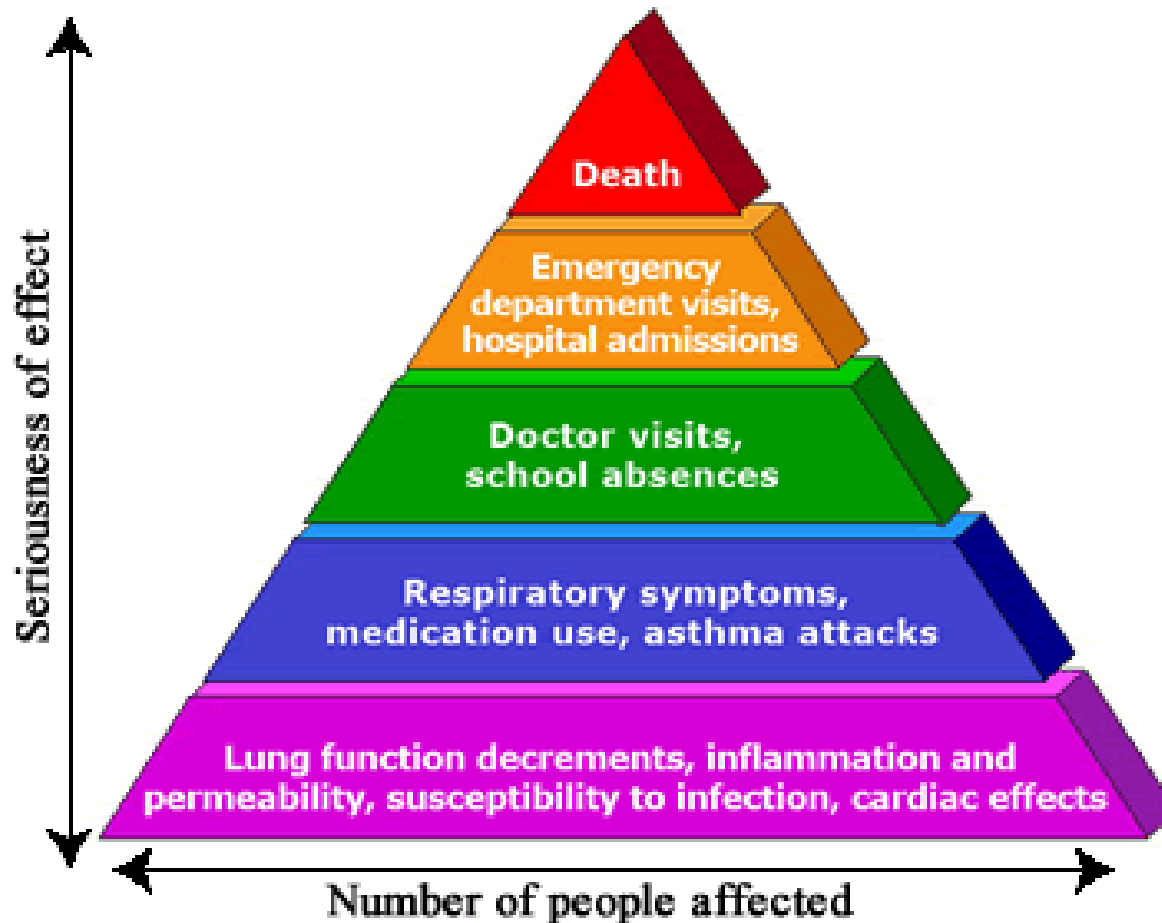 Death
Emergency
department visits,
hospital admissions
Doctor visits,
school absences
Respiratory symptoms,
medication use, asthma attacks
Lung function decrements, inflammation and
permeability, susceptibility to infection, cardiac effects
Seriousness of effect
Number of people affected